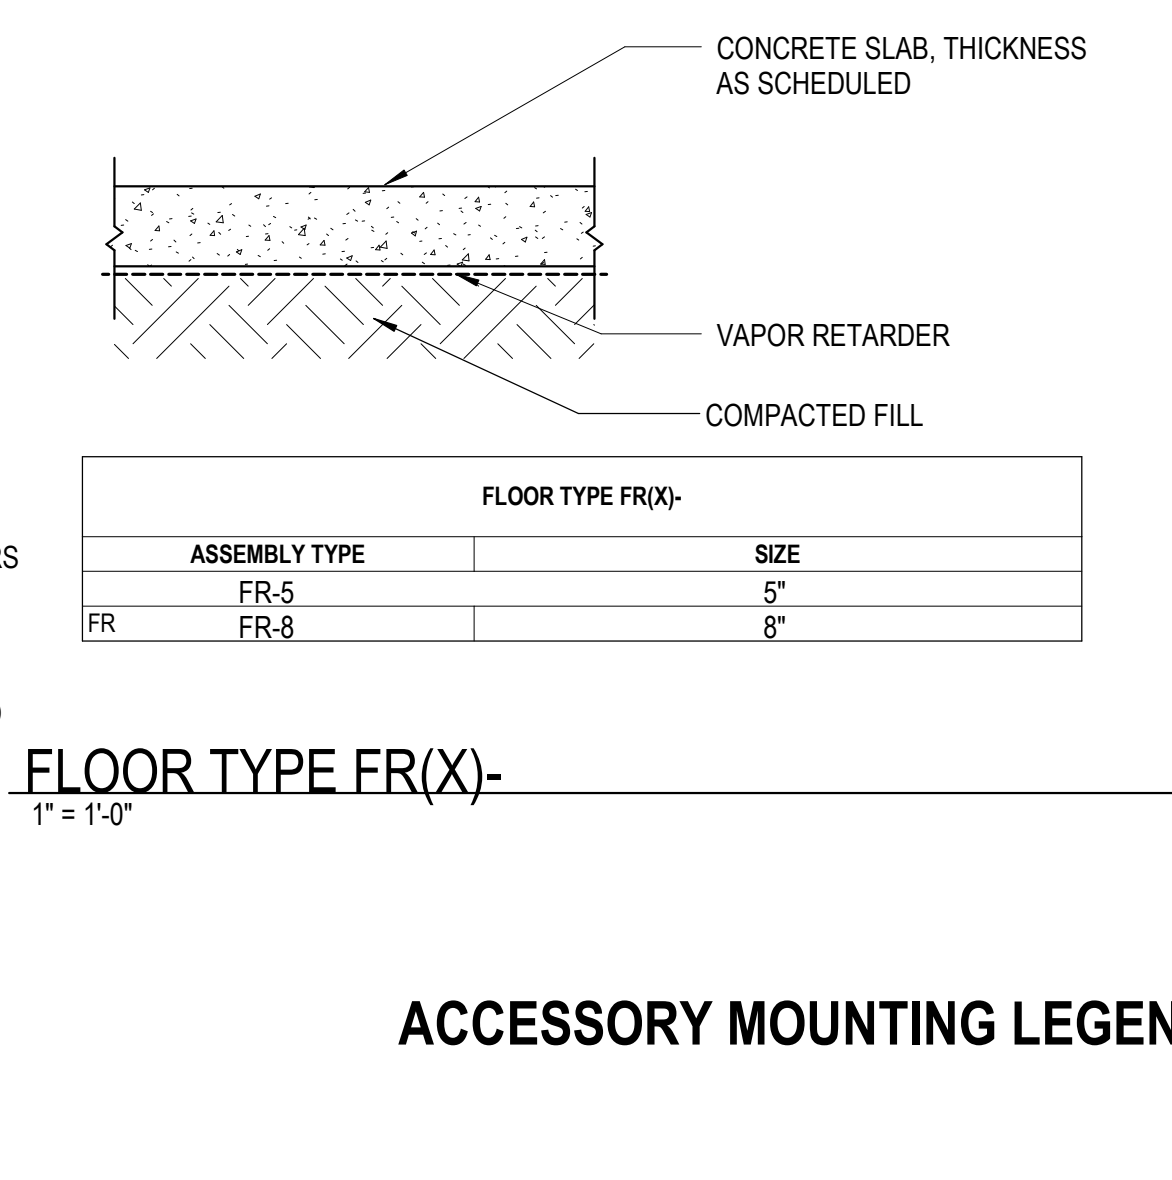 CONCRETE SLAB, THICKNESS
AS SCHEDULED
VAPOR RETARDER
COMPACTED FILL
FLOOR TYPE FR(X)-
ASSEMBLY TYPE SIZE
RS
FR-5 5"
FR FR-8 8"
FLOOR TYPE FR(X)-
1" = 1'-0"
ACCESSORY MOUNTING LEGEN